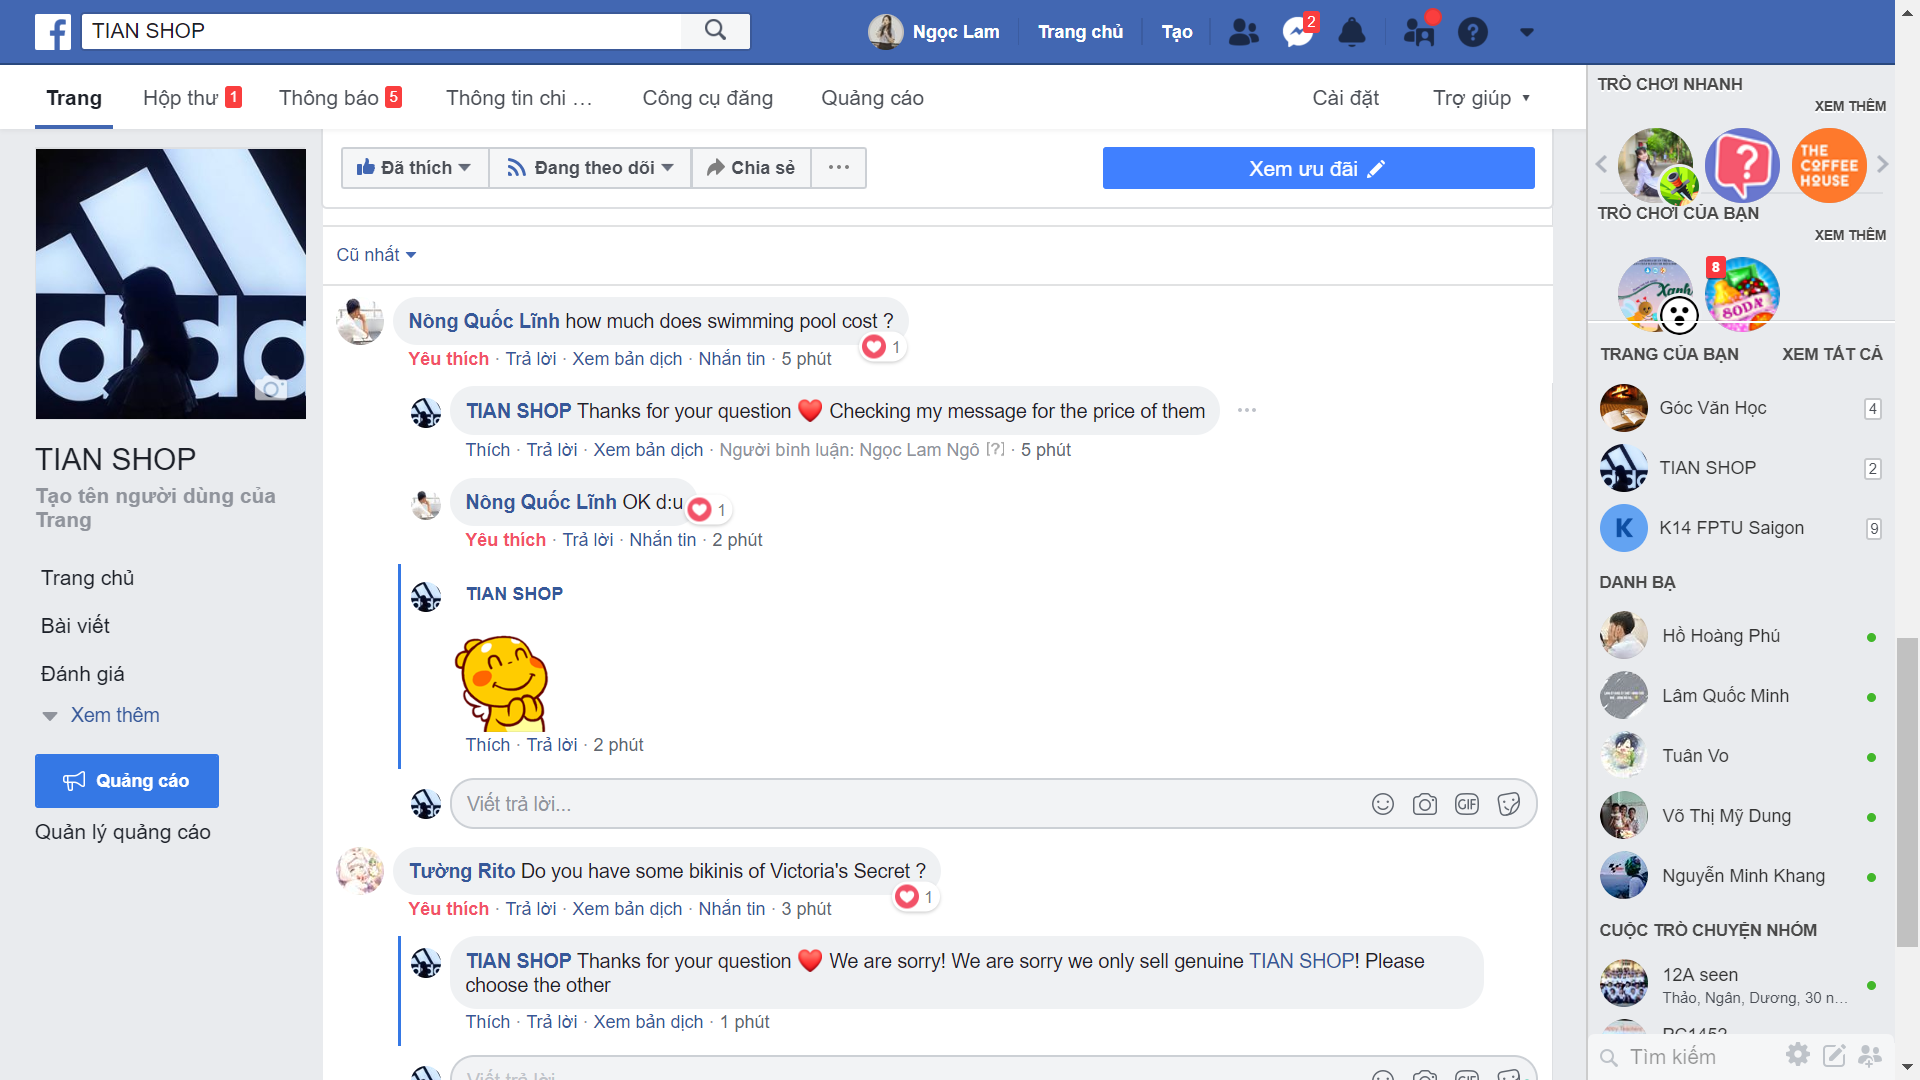 TIAN SHOP
Ngọc Lam
Trang chủ
Tạo
2
Trang
Hộp thư 1
Thông báo 5
Thông tin chi …
Công cụ đăng
Quảng cáo
Cài đặt
Trợ giúp
Đã thích
Đang theo dõi
Chia sẻ
Xem ưu đãi
TIAN SHOP
Tạo tên người dùng của
Trang
Trang chủ
Bài viết
Đánh giá
Xem thêm
Quảng cáo
Quản lý quảng cáo
Cũ nhất
Nông Quốc Lĩnh how much does swimming pool cost ?
1
Yêu thích · Trả lời · Xem bản dịch · Nhắn tin · 5 phút
TIAN SHOP Thanks for your question ❤ Checking my message for the price of them
Thích · Trả lời · Xem bản dịch · Người bình luận: Ngọc Lam Ngô [?] · 5 phút
Nông Quốc Lĩnh OK d:u
1
Yêu thích · Trả lời · Nhắn tin · 2 phút
TIAN SHOP
Thích · Trả lời · 2 phút
Viết trả lời...
GIF
Tường Rito Do you have some bikinis of Victoria's Secret ?
1
Yêu thích · Trả lời · Xem bản dịch · Nhắn tin · 3 phút
TIAN SHOP Thanks for your question ❤ We are sorry! We are sorry we only sell genuine TIAN SHOP! Please
choose the other
Thích · Trả lời · Xem bản dịch · 1 phút
Viết trả lời
GIF
TRÒ CHƠI NHANH
XEM THÊM
THE
COFFEE
HOUSE
TRÒ CHƠI CỦA BẠN
XEM THÊM
Xanh
8
SODA
TRANG CỦA BẠN
XEM TẤT CẢ
Góc Văn Học
4
TIAN SHOP
2
K
K14 FPTU Saigon
9
DANH BẠ
Hồ Hoàng Phú
Lâm Quốc Minh
Tuân Vo
Võ Thị Mỹ Dung
Nguyễn Minh Khang
CUỘC TRÒ CHUYỆN NHÓM
12A seen
Thảo, Ngân, Dương, 30 n…
PC1452
Tìm kiếm